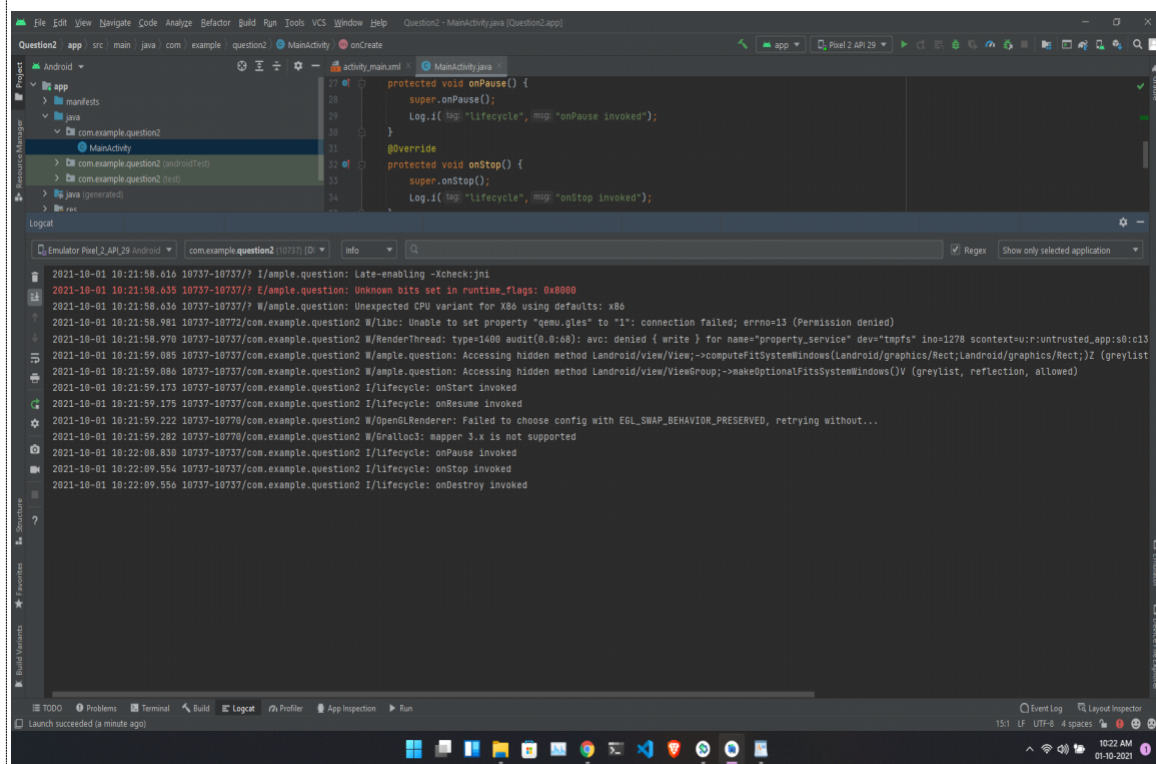 File Edit View Navigate Code Analyze Refactor Build Run Tools VCS Window Help Question2 - MainActivity.java [Question2.app]
Question2 app src main java com example question2 MainActivity onCreate app Pixel 2 API 29
Android activity_main.xml MainActivity.java
Project
Resource Manager
app
manifests
java
com.example.question2
MainActivity
com.example.question2 (androidTest)
com.example.question2 (test)
java (generated)
res
27 protected void onPause() {
28 super.onPause();
29 Log.i( tag: "lifecycle", msg: "onPause invoked");
30 }
31 @Override
32 protected void onStop() {
33 super.onStop();
34 Log.i( tag: "lifecycle", msg: "onStop invoked");
Logcat
Emulator Pixel_2_API_29 Android com.example.question2 (10737) [D: Info Regex Show only selected application
2021-10-01 10:21:58.616 10737-10737/? I/ample.question: Late-enabling -Xcheck:jni
2021-10-01 10:21:58.635 10737-10737/? E/ample.question: Unknown bits set in runtime_flags: 0x8000
2021-10-01 10:21:58.636 10737-10737/? W/ample.question: Unexpected CPU variant for X86 using defaults: x86
2021-10-01 10:21:58.981 10737-10772/com.example.question2 W/libc: Unable to set property "qemu.gles" to "1": connection failed; errno=13 (Permission denied)
2021-10-01 10:21:58.970 10737-10737/com.example.question2 W/RenderThread: type=1400 audit(0.0:68): avc: denied { write } for name="property_service" dev="tmpfs" ino=1278 scontext=u:r:untrusted_app:s0:c13
2021-10-01 10:21:59.085 10737-10737/com.example.question2 W/ample.question: Accessing hidden method Landroid/view/View;->computeFitSystemWindows(Landroid/graphics/Rect;Landroid/graphics/Rect;)Z (greylist
2021-10-01 10:21:59.086 10737-10737/com.example.question2 W/ample.question: Accessing hidden method Landroid/view/ViewGroup;->makeOptionalFitsSystemWindows()V (greylist, reflection, allowed)
2021-10-01 10:21:59.173 10737-10737/com.example.question2 I/lifecycle: onStart invoked
2021-10-01 10:21:59.175 10737-10737/com.example.question2 I/lifecycle: onResume invoked
2021-10-01 10:21:59.222 10737-10770/com.example.question2 W/OpenGLRenderer: Failed to choose config with EGL_SWAP_BEHAVIOR_PRESERVED, retrying without...
2021-10-01 10:21:59.282 10737-10770/com.example.question2 W/Gralloc3: mapper 3.x is not supported
2021-10-01 10:22:08.830 10737-10737/com.example.question2 I/lifecycle: onPause invoked
2021-10-01 10:22:09.554 10737-10737/com.example.question2 I/lifecycle: onStop invoked
2021-10-01 10:22:09.556 10737-10737/com.example.question2 I/lifecycle: onDestroy invoked
Structure
Favorites
Build Variants
TODO Problems Terminal Build Logcat Profiler App Inspection Run Event Log Layout Inspector
Launch succeeded (a minute ago) 15:1 LF UTF-8 4 spaces
10:22 AM
01-10-2021 1